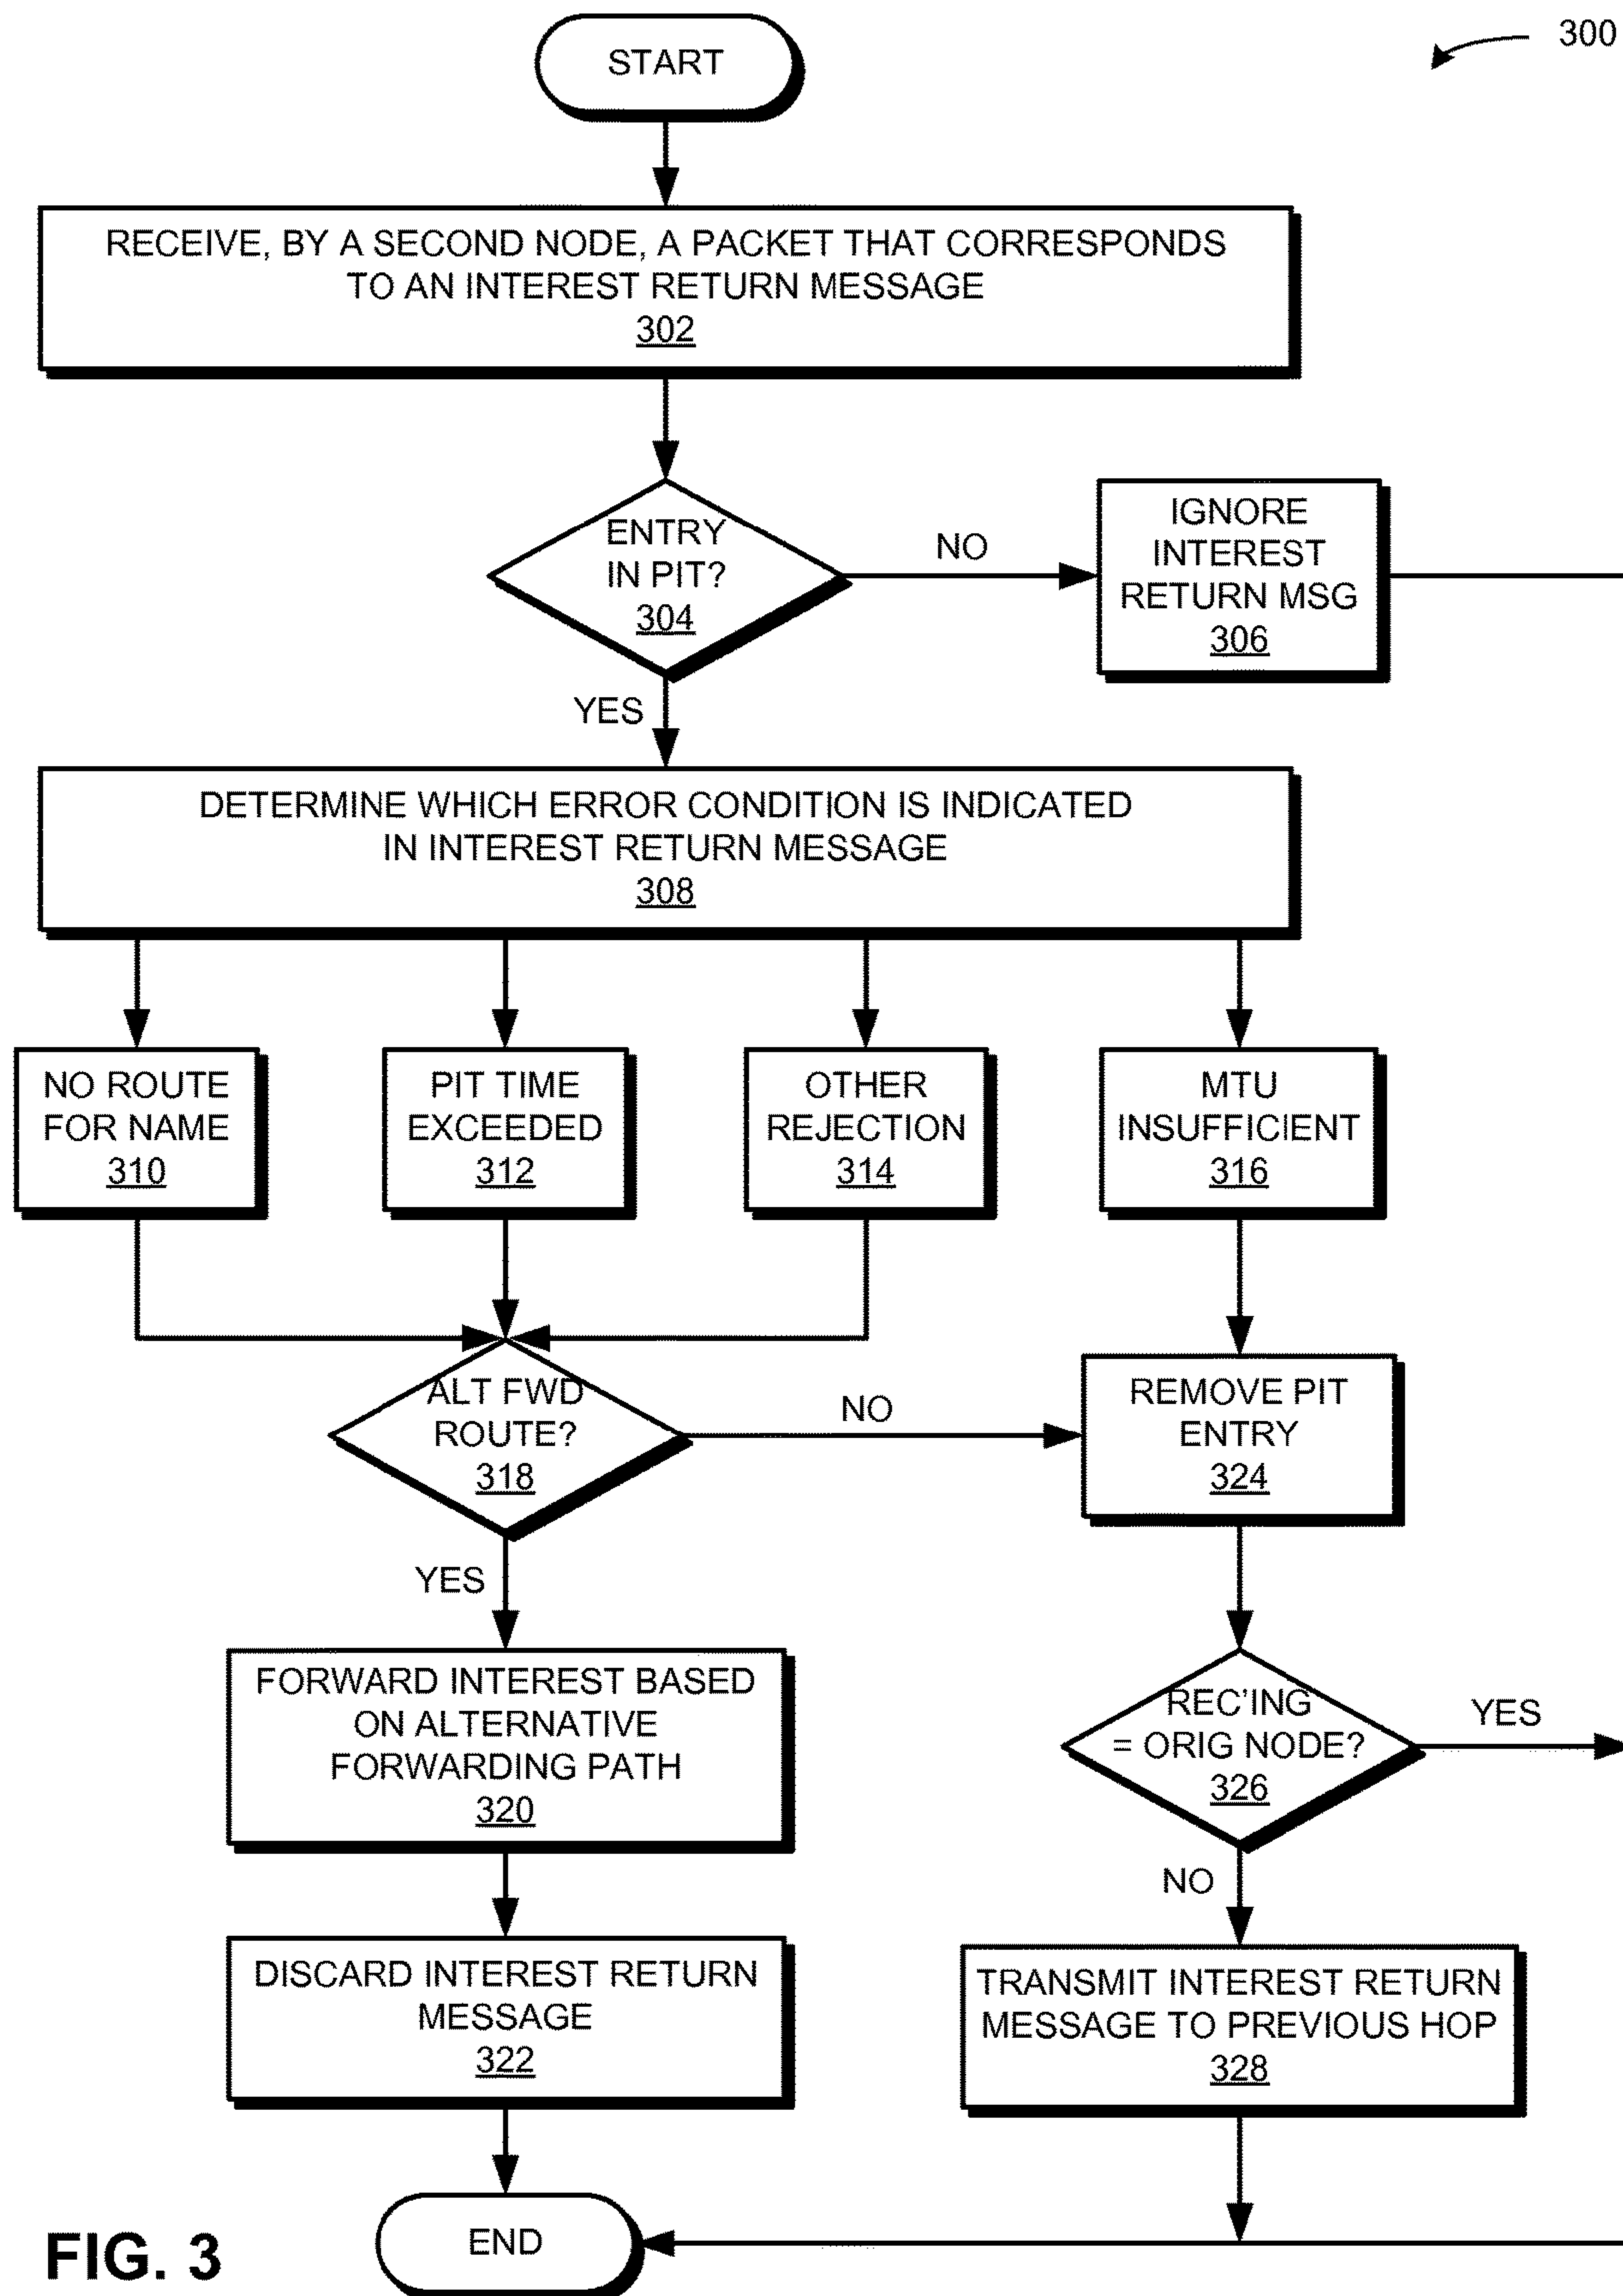 300
START
RECEIVE, BY A SECOND NODE, A PACKET THAT CORRESPONDS
TO AN INTEREST RETURN MESSAGE
302
ENTRY
IN PIT?
304
NO
IGNORE
INTEREST
RETURN MSG
306
YES
DETERMINE WHICH ERROR CONDITION IS INDICATED
IN INTEREST RETURN MESSAGE
308
NO ROUTE
FOR NAME
310
PIT TIME
EXCEEDED
312
OTHER
REJECTION
314
MTU
INSUFFICIENT
316
ALT FWD
ROUTE?
318
NO
REMOVE PIT
ENTRY
324
YES
FORWARD INTEREST BASED
ON ALTERNATIVE
FORWARDING PATH
320
REC'ING
= ORIG NODE?
326
YES
NO
DISCARD INTEREST RETURN
MESSAGE
322
TRANSMIT INTEREST RETURN
MESSAGE TO PREVIOUS HOP
328
END
FIG. 3